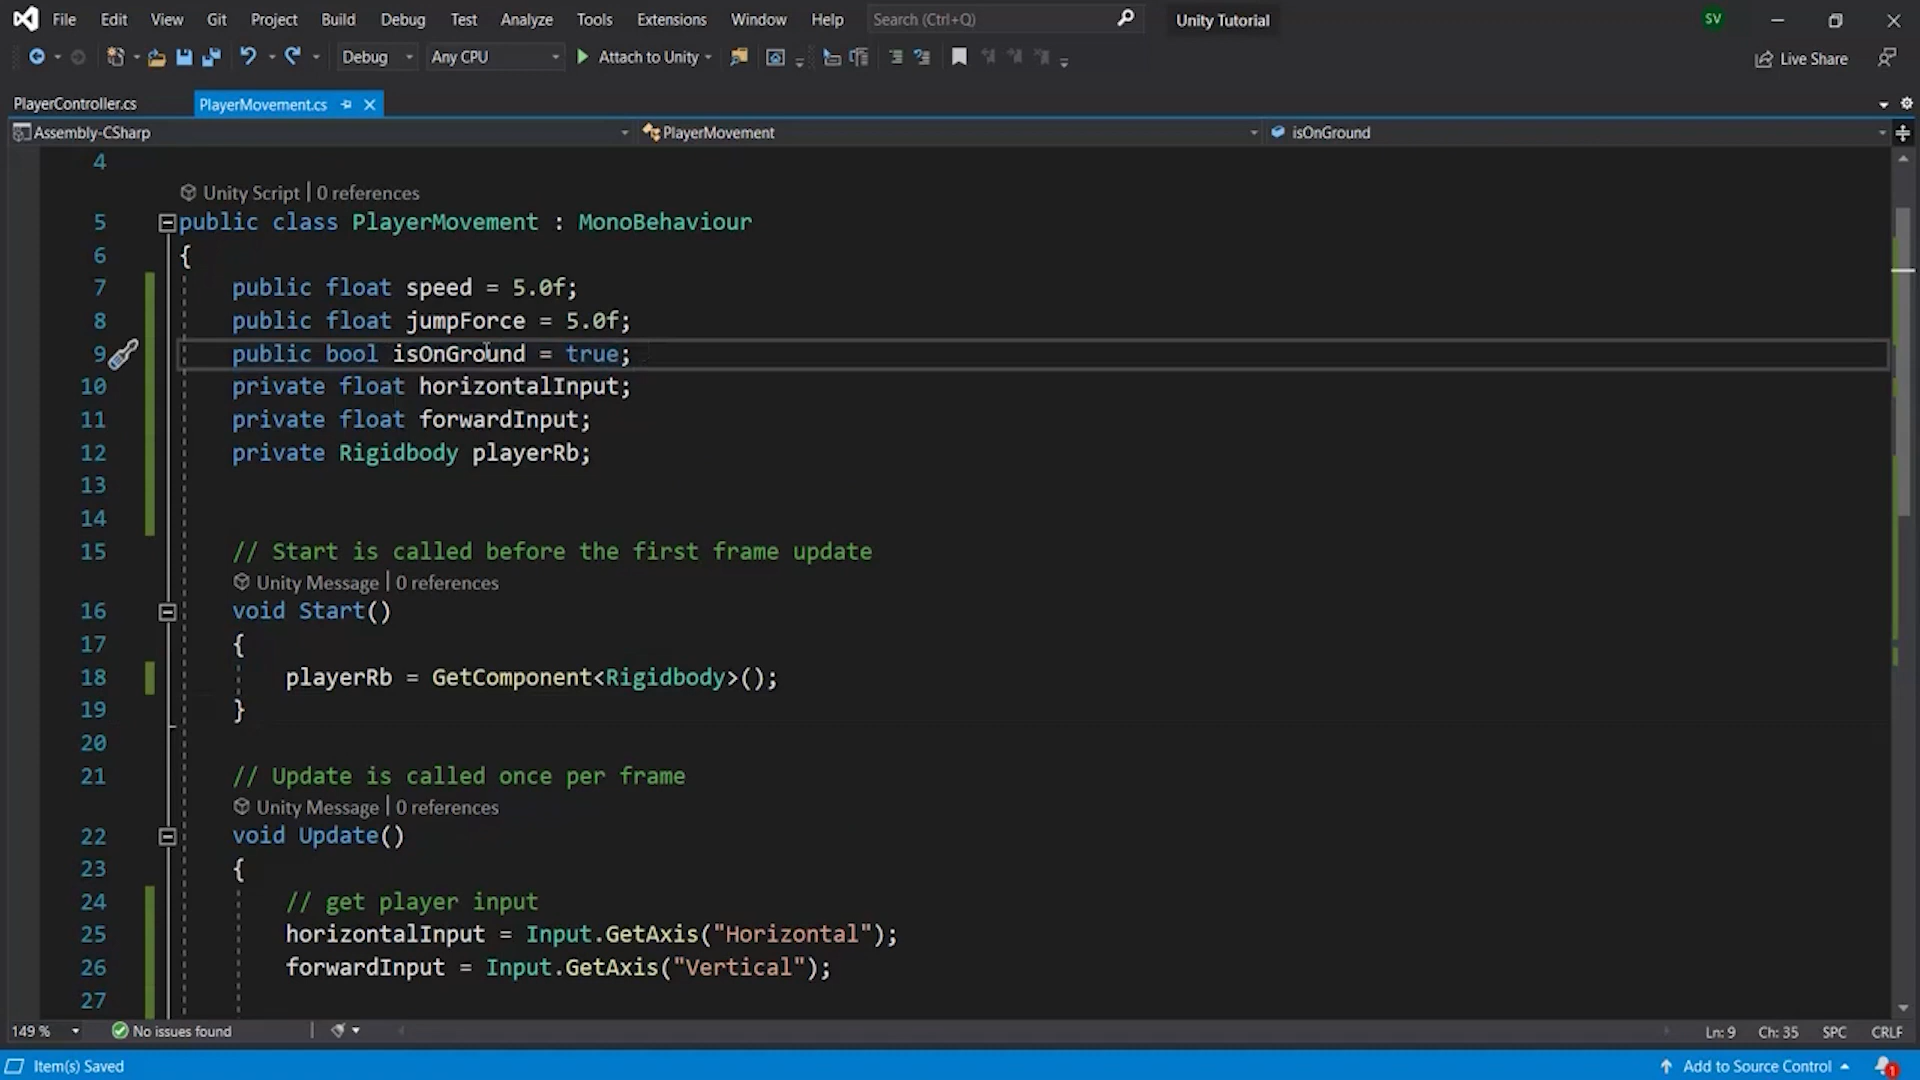 File Edit View Git Project Build Debug Test Analyze Tools Extensions Window Help Search (Ctrl+Q) Unity Tutorial SV
Debug Any CPU Attach to Unity Live Share
PlayerController.cs PlayerMovement.cs
Assembly-CSharp PlayerMovement isOnGround
4
Unity Script | 0 references
5 public class PlayerMovement : MonoBehaviour
6 {
7 public float speed = 5.0f;
8 public float jumpForce = 5.0f;
9 public bool isOnGround = true;
10 private float horizontalInput;
11 private float forwardInput;
12 private Rigidbody playerRb;
13
14
15 // Start is called before the first frame update
Unity Message | 0 references
16 void Start()
17 {
18 playerRb = GetComponent<Rigidbody>();
19 }
20
21 // Update is called once per frame
Unity Message | 0 references
22 void Update()
23 {
24 // get player input
25 horizontalInput = Input.GetAxis("Horizontal");
26 forwardInput = Input.GetAxis("Vertical");
27
149 % No issues found Ln: 9 Ch: 35 SPC CRLF
Item(s) Saved Add to Source Control 1